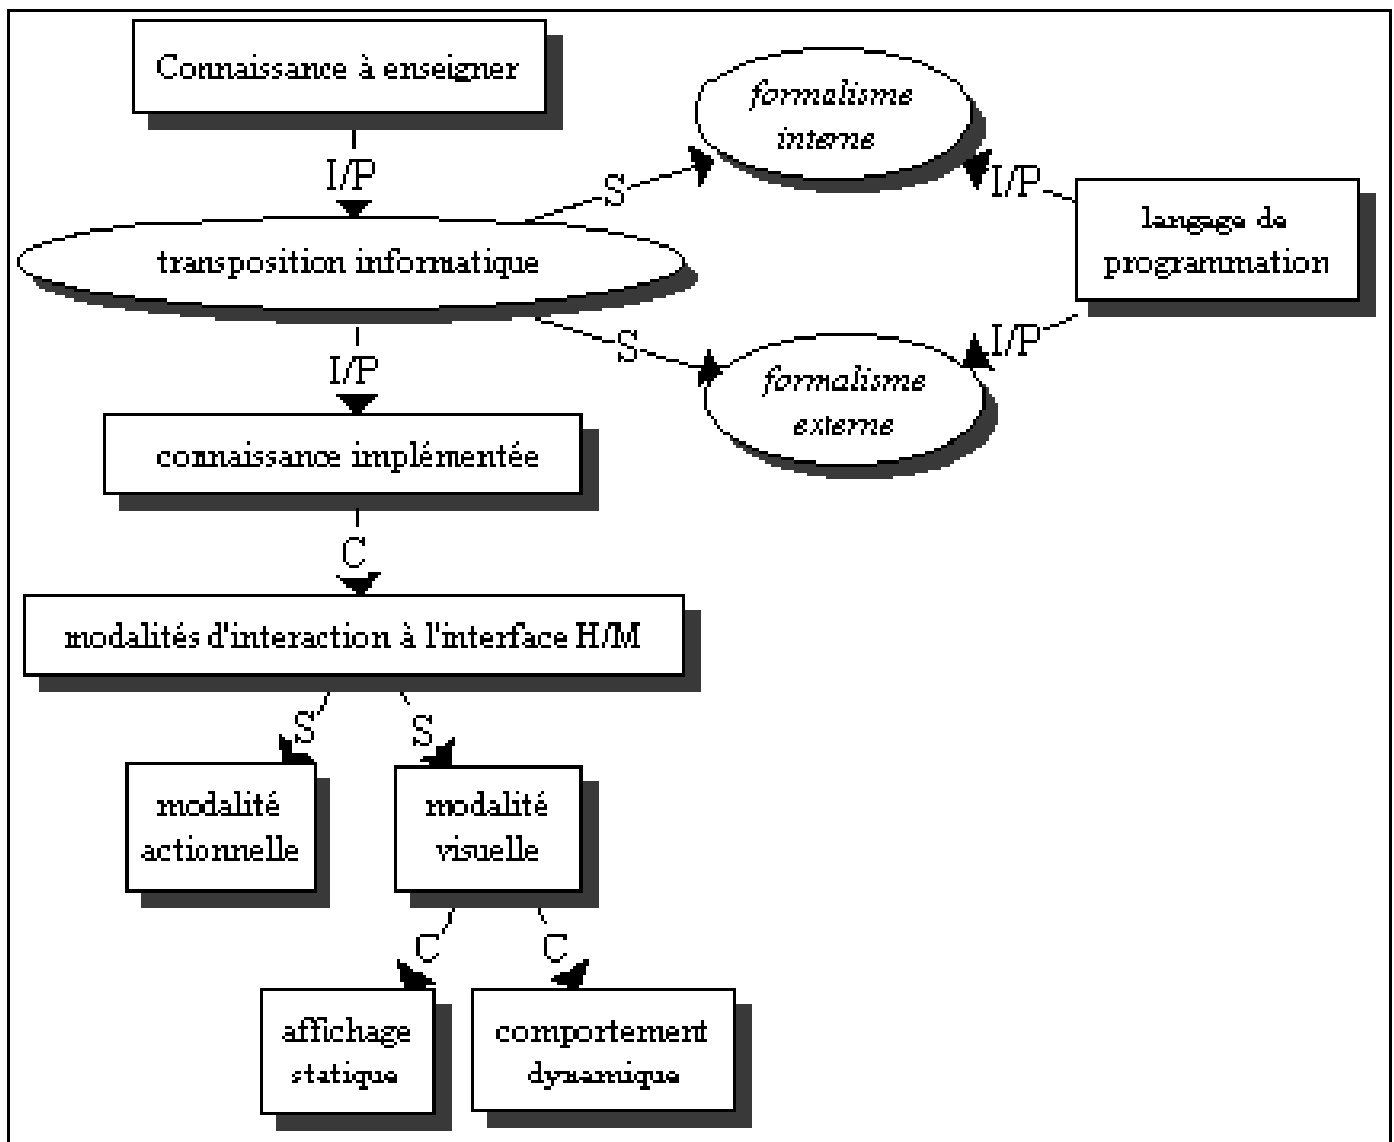 Connaissance à enseigner
formalisme
interne
I/P
S
I/P
langage de
programmation
transposition informatique
I/P
S
I/P
formalisme
externe
connaissance implémentée
C
modalités d'interaction à l'interface H/M
S
S
modalité
actionnelle
modalité
visuelle
C
C
affichage
statique
comportement
dynamique